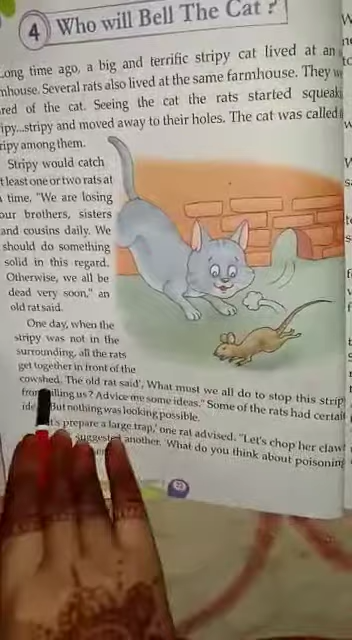 4 Who will Bell The Cat ?
ong time ago, a big and terrific stripy cat lived at an
mhouse. Several rats also lived at the same farmhouse. They w
red of the cat. Seeing the cat the rats started squeak
ipy...stripy and moved away to their holes. The cat was called
ripy among them.
Stripy would catch
t least one or two rats at
time, "We are losing
our brothers, sisters
and cousins daily. We
should do something
solid in this regard.
Otherwise, we all be
dead very soon," an
old rat said.
One day, when the
stripy was not in the
surrounding, all the rats
get together in front of the
cowshed. The old rat said', What must we all do to stop this strip
from killing us ? Advice me some ideas." Some of the rats had certai
But nothing was looking possible.
prepare a large trap,' one rat advised. "Let's chop her claw
suggested another. What do you think about poisoning